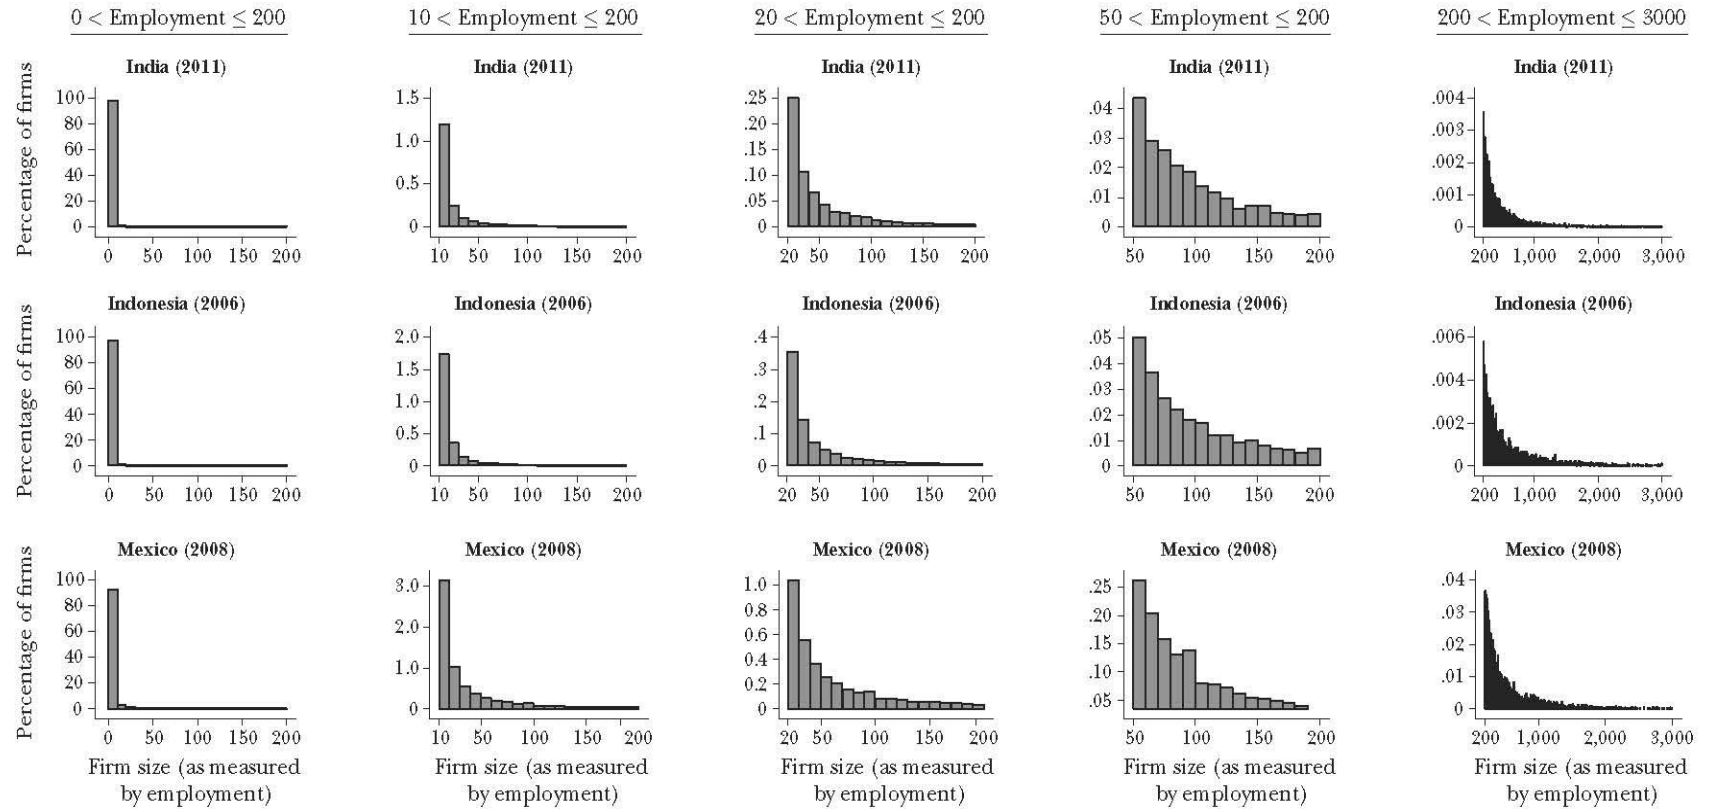 0 < Employment ≤ 200
10 < Employment ≤ 200
20 < Employment ≤ 200
50 < Employment ≤ 200
200 < Employment ≤ 3000
Percentage of firms
India (2011)
100
80
60
40
20
0
0 50 100 150 200
India (2011)
1.5
1.0
0.5
0
10 50 100 150 200
India (2011)
.25
.20
.15
.10
.05
0
20 50 100 150 200
India (2011)
.04
.03
.02
.01
0
50 100 150 200
India (2011)
.004
.003
.002
.001
0
200 1,000 2,000 3,000
Percentage of firms
Indonesia (2006)
100
80
60
40
20
0
0 50 100 150 200
Indonesia (2006)
2.0
1.5
1.0
0.5
0
10 50 100 150 200
Indonesia (2006)
.4
.3
.2
.1
0
20 50 100 150 200
Indonesia (2006)
.05
.04
.03
.02
.01
0
50 100 150 200
Indonesia (2006)
.006
.004
.002
0
200 1,000 2,000 3,000
Percentage of firms
Mexico (2008)
100
80
60
40
20
0
0 50 100 150 200
Firm size (as measured
by employment)
Mexico (2008)
3.0
2.0
1.0
0
10 50 100 150 200
Firm size (as measured
by employment)
Mexico (2008)
1.0
0.8
0.6
0.4
0.2
0
20 50 100 150 200
Firm size (as measured
by employment)
Mexico (2008)
.25
.20
.15
.10
.05
50 100 150 200
Firm size (as measured
by employment)
Mexico (2008)
.04
.03
.02
.01
0
200 1,000 2,000 3,000
Firm size (as measured
by employment)